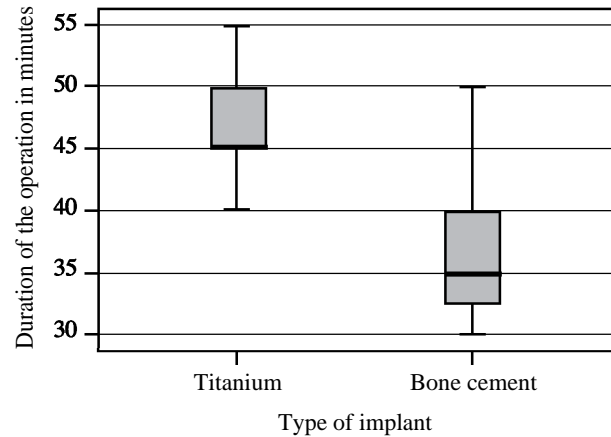 Duration of the operation in minutes
55
50
45
40
35
30
Titanium
Bone cement
Type of implant